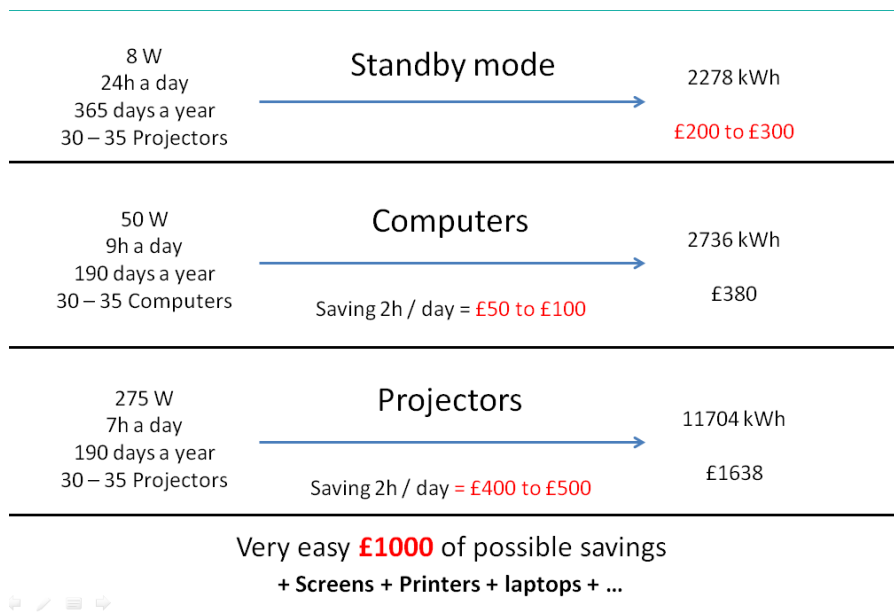 8 W
24h a day
365 days a year
30 – 35 Projectors
Standby mode
2278 kWh
£200 to £300
50 W
9h a day
190 days a year
30 – 35 Computers
Computers
Saving 2h / day = £50 to £100
2736 kWh
£380
275 W
7h a day
190 days a year
30 – 35 Projectors
Projectors
Saving 2h / day = £400 to £500
11704 kWh
£1638
Very easy £1000 of possible savings
+ Screens + Printers + laptops + ...